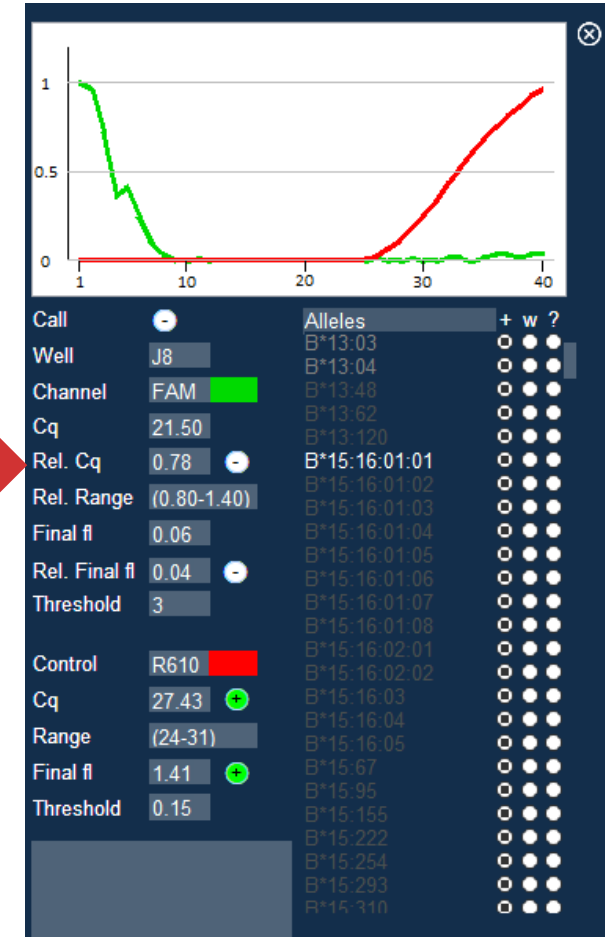 1
0.5
0
1 10 20 30 40
Call -
Well J8
Channel FAM
Cq 21.50
Rel. Cq 0.78 -
Rel. Range (0.80-1.40)
Final fl 0.06
Rel. Final fl 0.04 -
Threshold 3
Control R610
Cq 27.43 +
Range (24-31)
Final fl 1.41 +
Threshold 0.15
Alleles + w ?
B*13:03
B*13:04
B*13:48
B*13:62
B*13:120
B*15:16:01:01
B*15:16:01:02
B*15:16:01:03
B*15:16:01:04
B*15:16:01:05
B*15:16:01:06
B*15:16:01:07
B*15:16:01:08
B*15:16:02:01
B*15:16:02:02
B*15:16:03
B*15:16:04
B*15:16:05
B*15:67
B*15:95
B*15:155
B*15:222
B*15:254
B*15:293
B*15:310